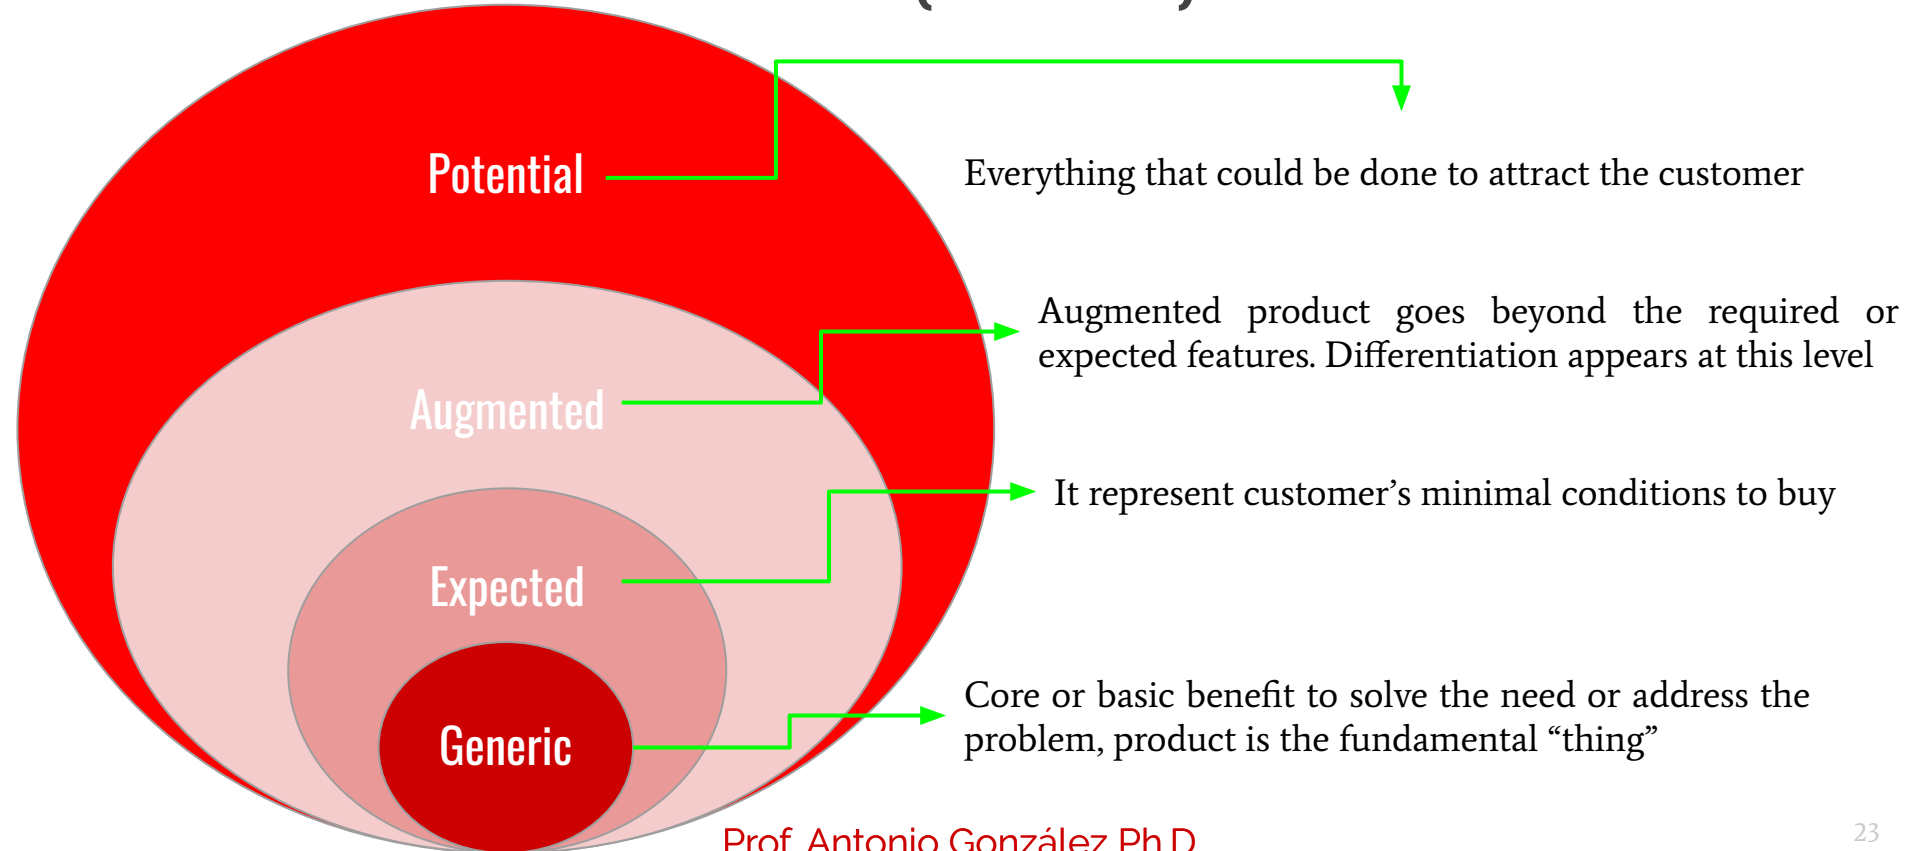 Potential
Everything that could be done to attract the customer
Augmented product goes beyond the required or
expected features. Differentiation appears at this level
Augmented
It represent customer’s minimal conditions to buy
Expected
Core or basic benefit to solve the need or address the
problem, product is the fundamental “thing”
Generic
Prof. Antonio González Ph.D
23